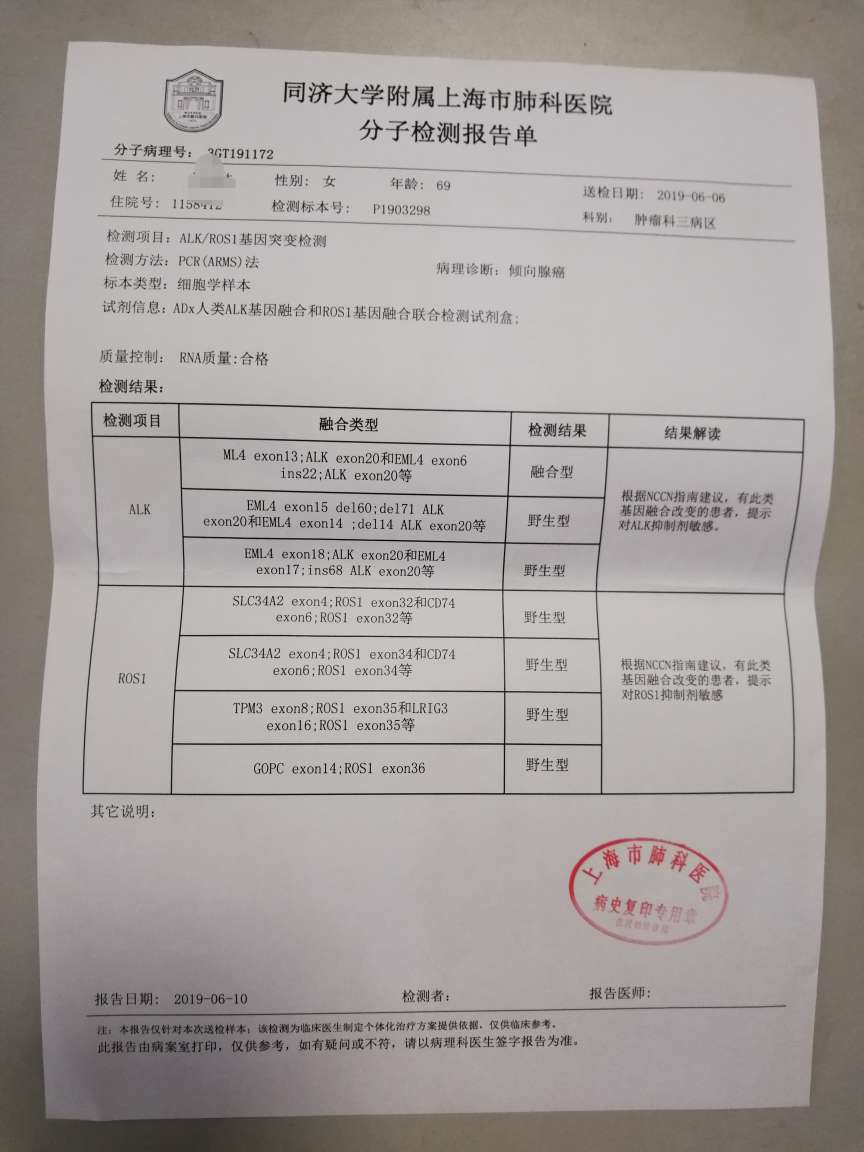 同济大学附属上海市肺科医院
分子检测报告单
分子病理号: 3GT191172
姓 名: 性别: 女 年龄: 69 送检日期: 2019-06-06
住院号: 1158412 检测标本号: P1903298 科别: 肿瘤科三病区
检测项目: ALK/ROS1基因突变检测
检测方法: PCR(ARMS)法 病理诊断: 倾向腺癌
标本类型: 细胞学样本
试剂信息: ADx人类ALK基因融合和ROS1基因融合联合检测试剂盒;
质量控制: RNA质量:合格
检测结果:
检测项目 融合类型 检测结果 结果解读
ALK
ML4 exon13;ALK exon20和EML4 exon6
ins22;ALK exon20等
融合型
EML4 exon15 del60;del71 ALK
exon20和EML4 exon14 ;del14 ALK exon20等
野生型
EML4 exon18;ALK exon20和EML4
exon17;ins68 ALK exon20等
野生型
根据NCCN指南建议，有此类
基因融合改变的患者，提示
对ALK抑制剂敏感。
ROS1
SLC34A2 exon4;ROS1 exon32和CD74
exon6;ROS1 exon32等
野生型
SLC34A2 exon4;ROS1 exon34和CD74
exon6;ROS1 exon34等
野生型
TPM3 exon8;ROS1 exon35和LRIG3
exon16;ROS1 exon35等
野生型
GOPC exon14;ROS1 exon36
野生型
根据NCCN指南建议，有此类
基因融合改变的患者，提示
对ROS1抑制剂敏感
其它说明:
上海市肺科医院
病史复印专用章
报告日期: 2019-06-10 检测者: 报告医师:
注: 本报告仅针对本次送检样本; 该检测为临床医生制定个体化治疗方案提供依据，仅供临床参考。
此报告由病案室打印，仅供参考，如有疑问或不符，请以病理科医生签字报告为准。